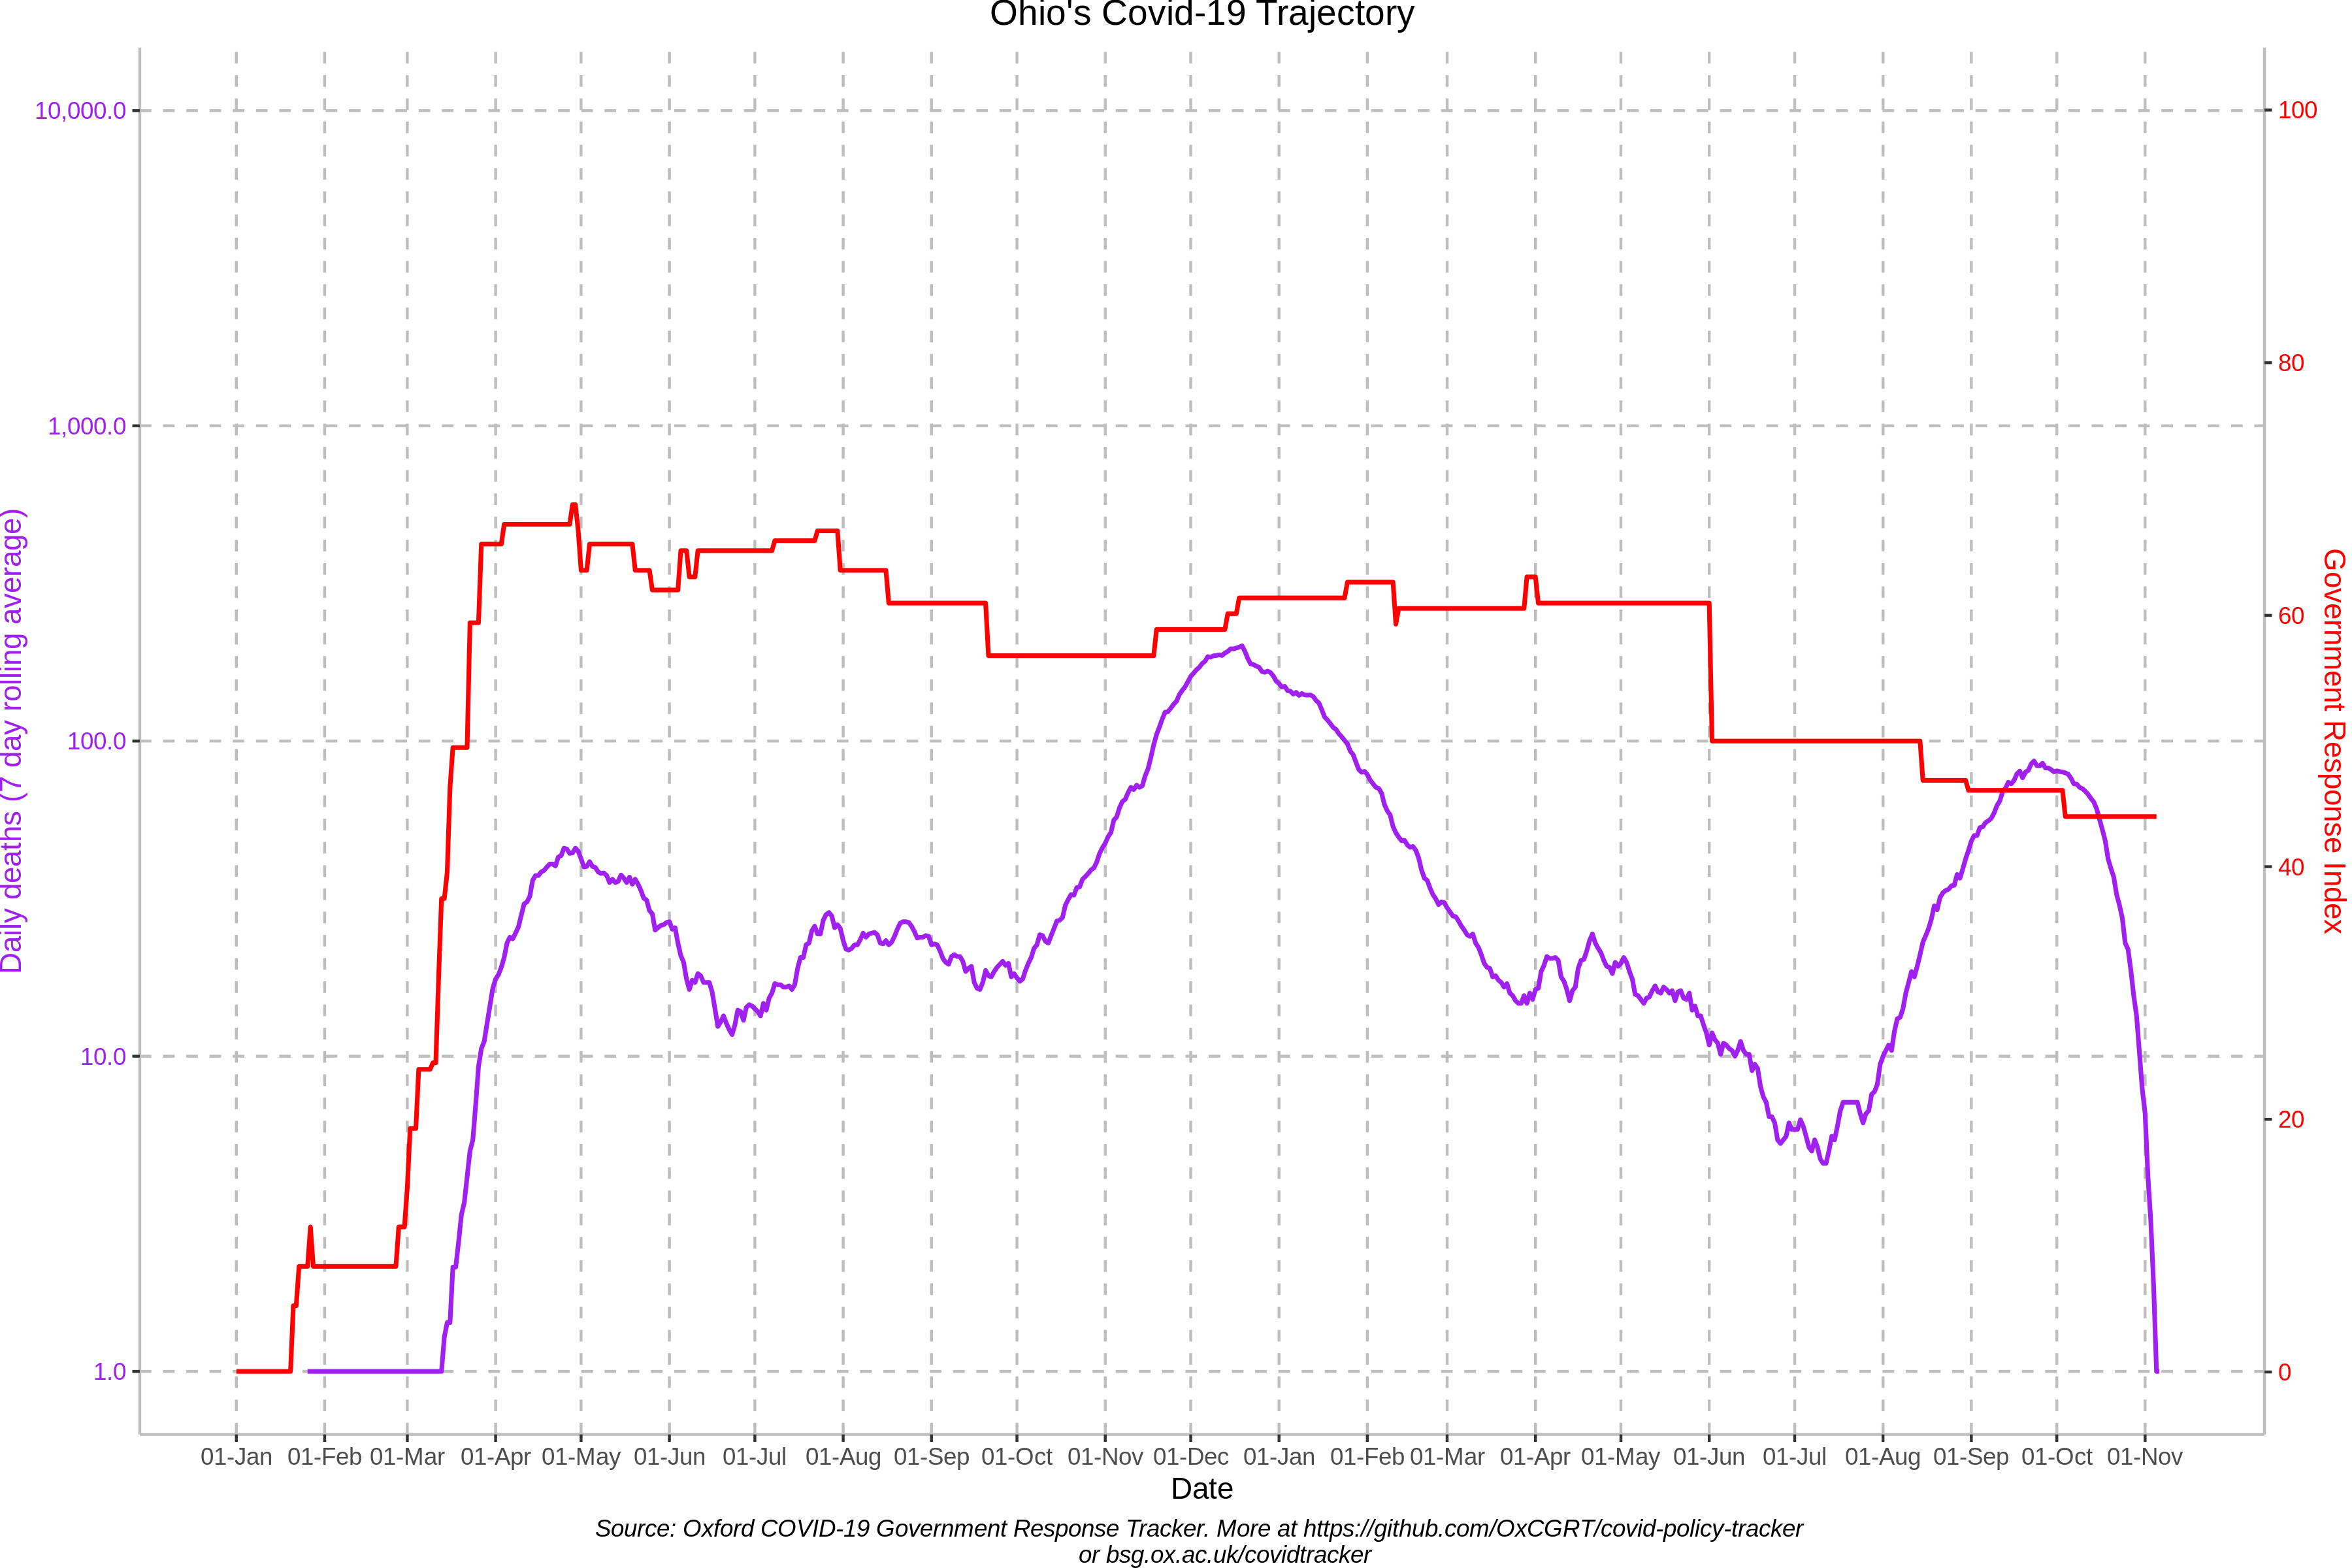 Ohio's Covid-19 Trajectory
10,000.0
1,000.0
100.0
10.0
1.0
Daily deaths (7 day rolling average)
100
80
60
40
20
0
Government Response Index
01-Jan 01-Feb 01-Mar 01-Apr 01-May 01-Jun 01-Jul 01-Aug 01-Sep 01-Oct 01-Nov 01-Dec 01-Jan 01-Feb 01-Mar 01-Apr 01-May 01-Jun 01-Jul 01-Aug 01-Sep 01-Oct 01-Nov
Date
Source: Oxford COVID-19 Government Response Tracker. More at https://github.com/OxCGRT/covid-policy-tracker
or bsg.ox.ac.uk/covidtracker